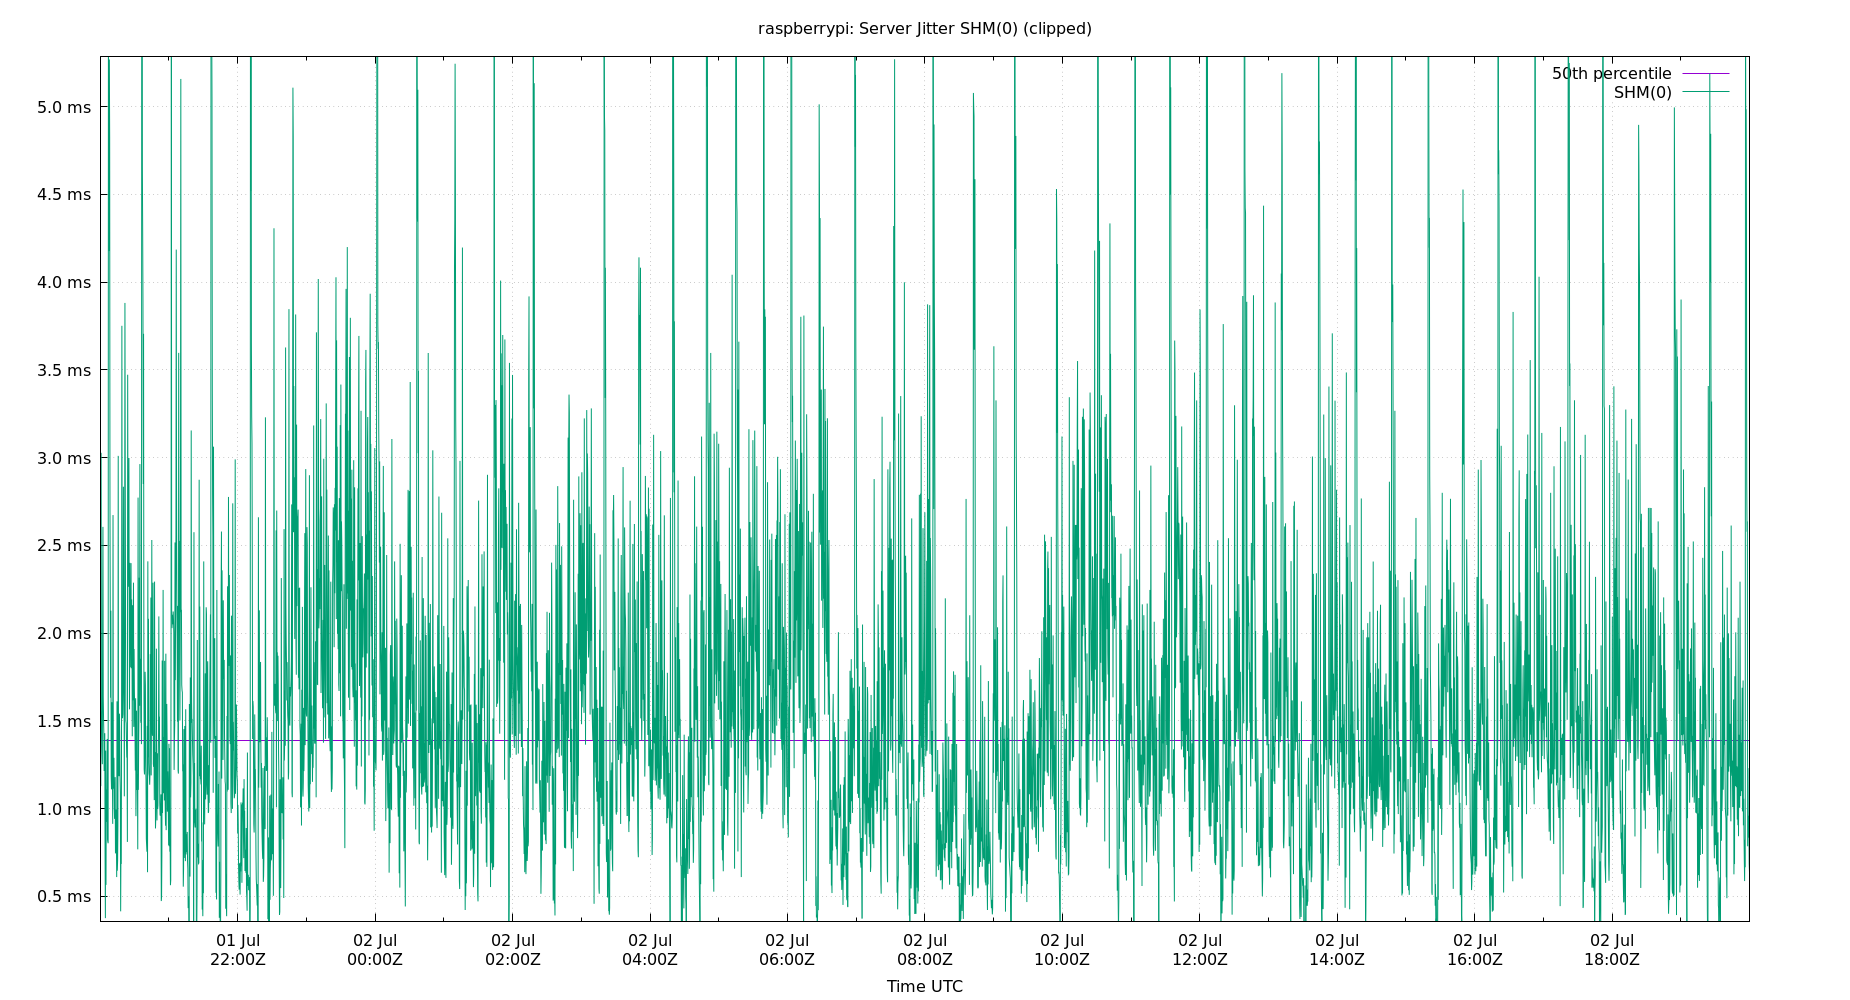 raspberrypi: Server Jitter SHM(0) (clipped)
50th percentile
SHM(0)
5.0 ms
4.5 ms
4.0 ms
3.5 ms
3.0 ms
2.5 ms
2.0 ms
1.5 ms
1.0 ms
0.5 ms
01 Jul 02 Jul 02 Jul 02 Jul 02 Jul 02 Jul 02 Jul 02 Jul 02 Jul 02 Jul 02 Jul
22:00Z 00:00Z 02:00Z 04:00Z 06:00Z 08:00Z 10:00Z 12:00Z 14:00Z 16:00Z 18:00Z
Time UTC